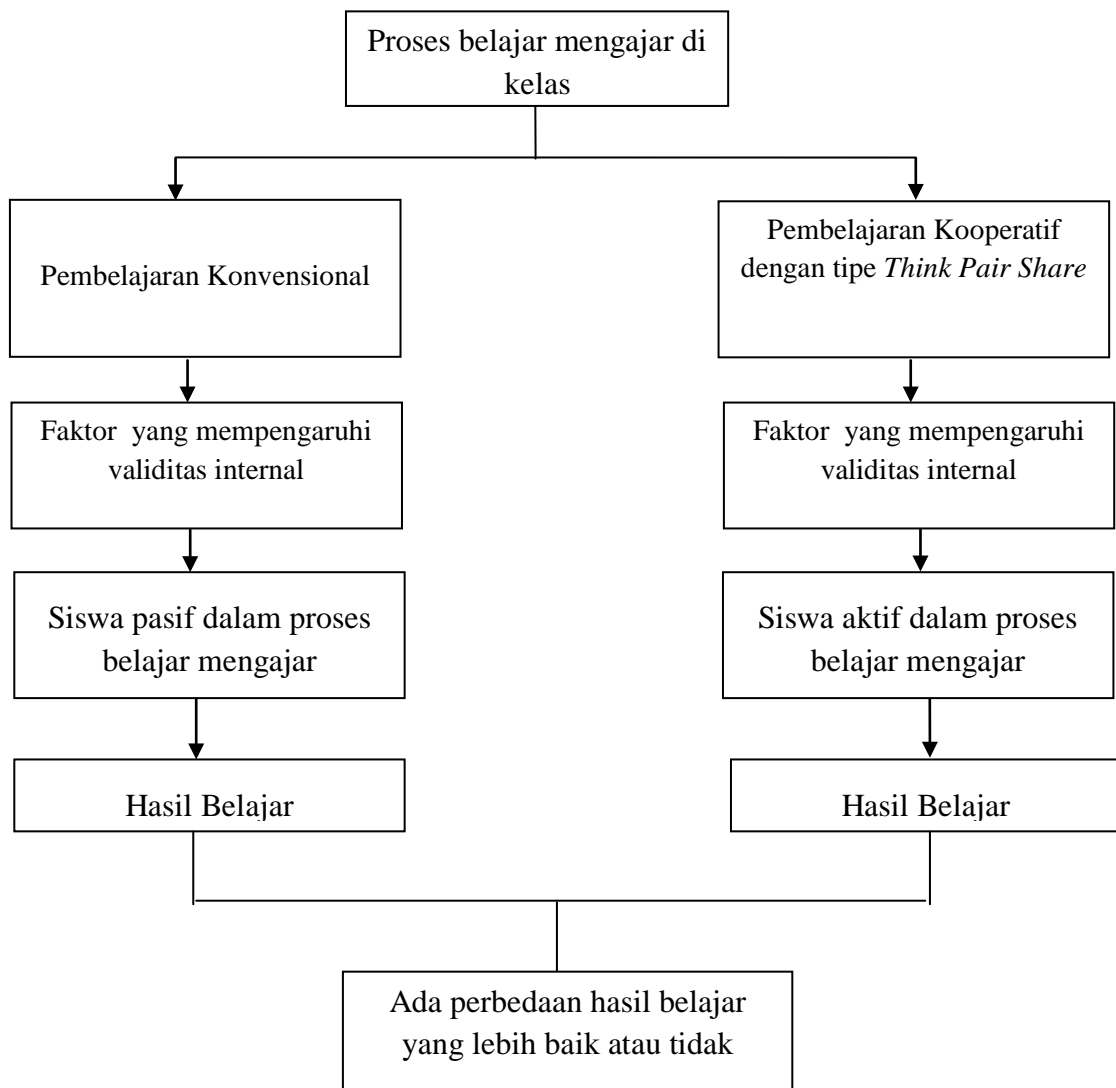 Proses belajar mengajar di
kelas
Pembelajaran Konvensional
Pembelajaran Kooperatif
dengan tipe Think Pair Share
Faktor yang mempengaruhi
validitas internal
Faktor yang mempengaruhi
validitas internal
Siswa pasif dalam proses
belajar mengajar
Siswa aktif dalam proses
belajar mengajar
Hasil Belajar
Hasil Belajar
Ada perbedaan hasil belajar
yang lebih baik atau tidak